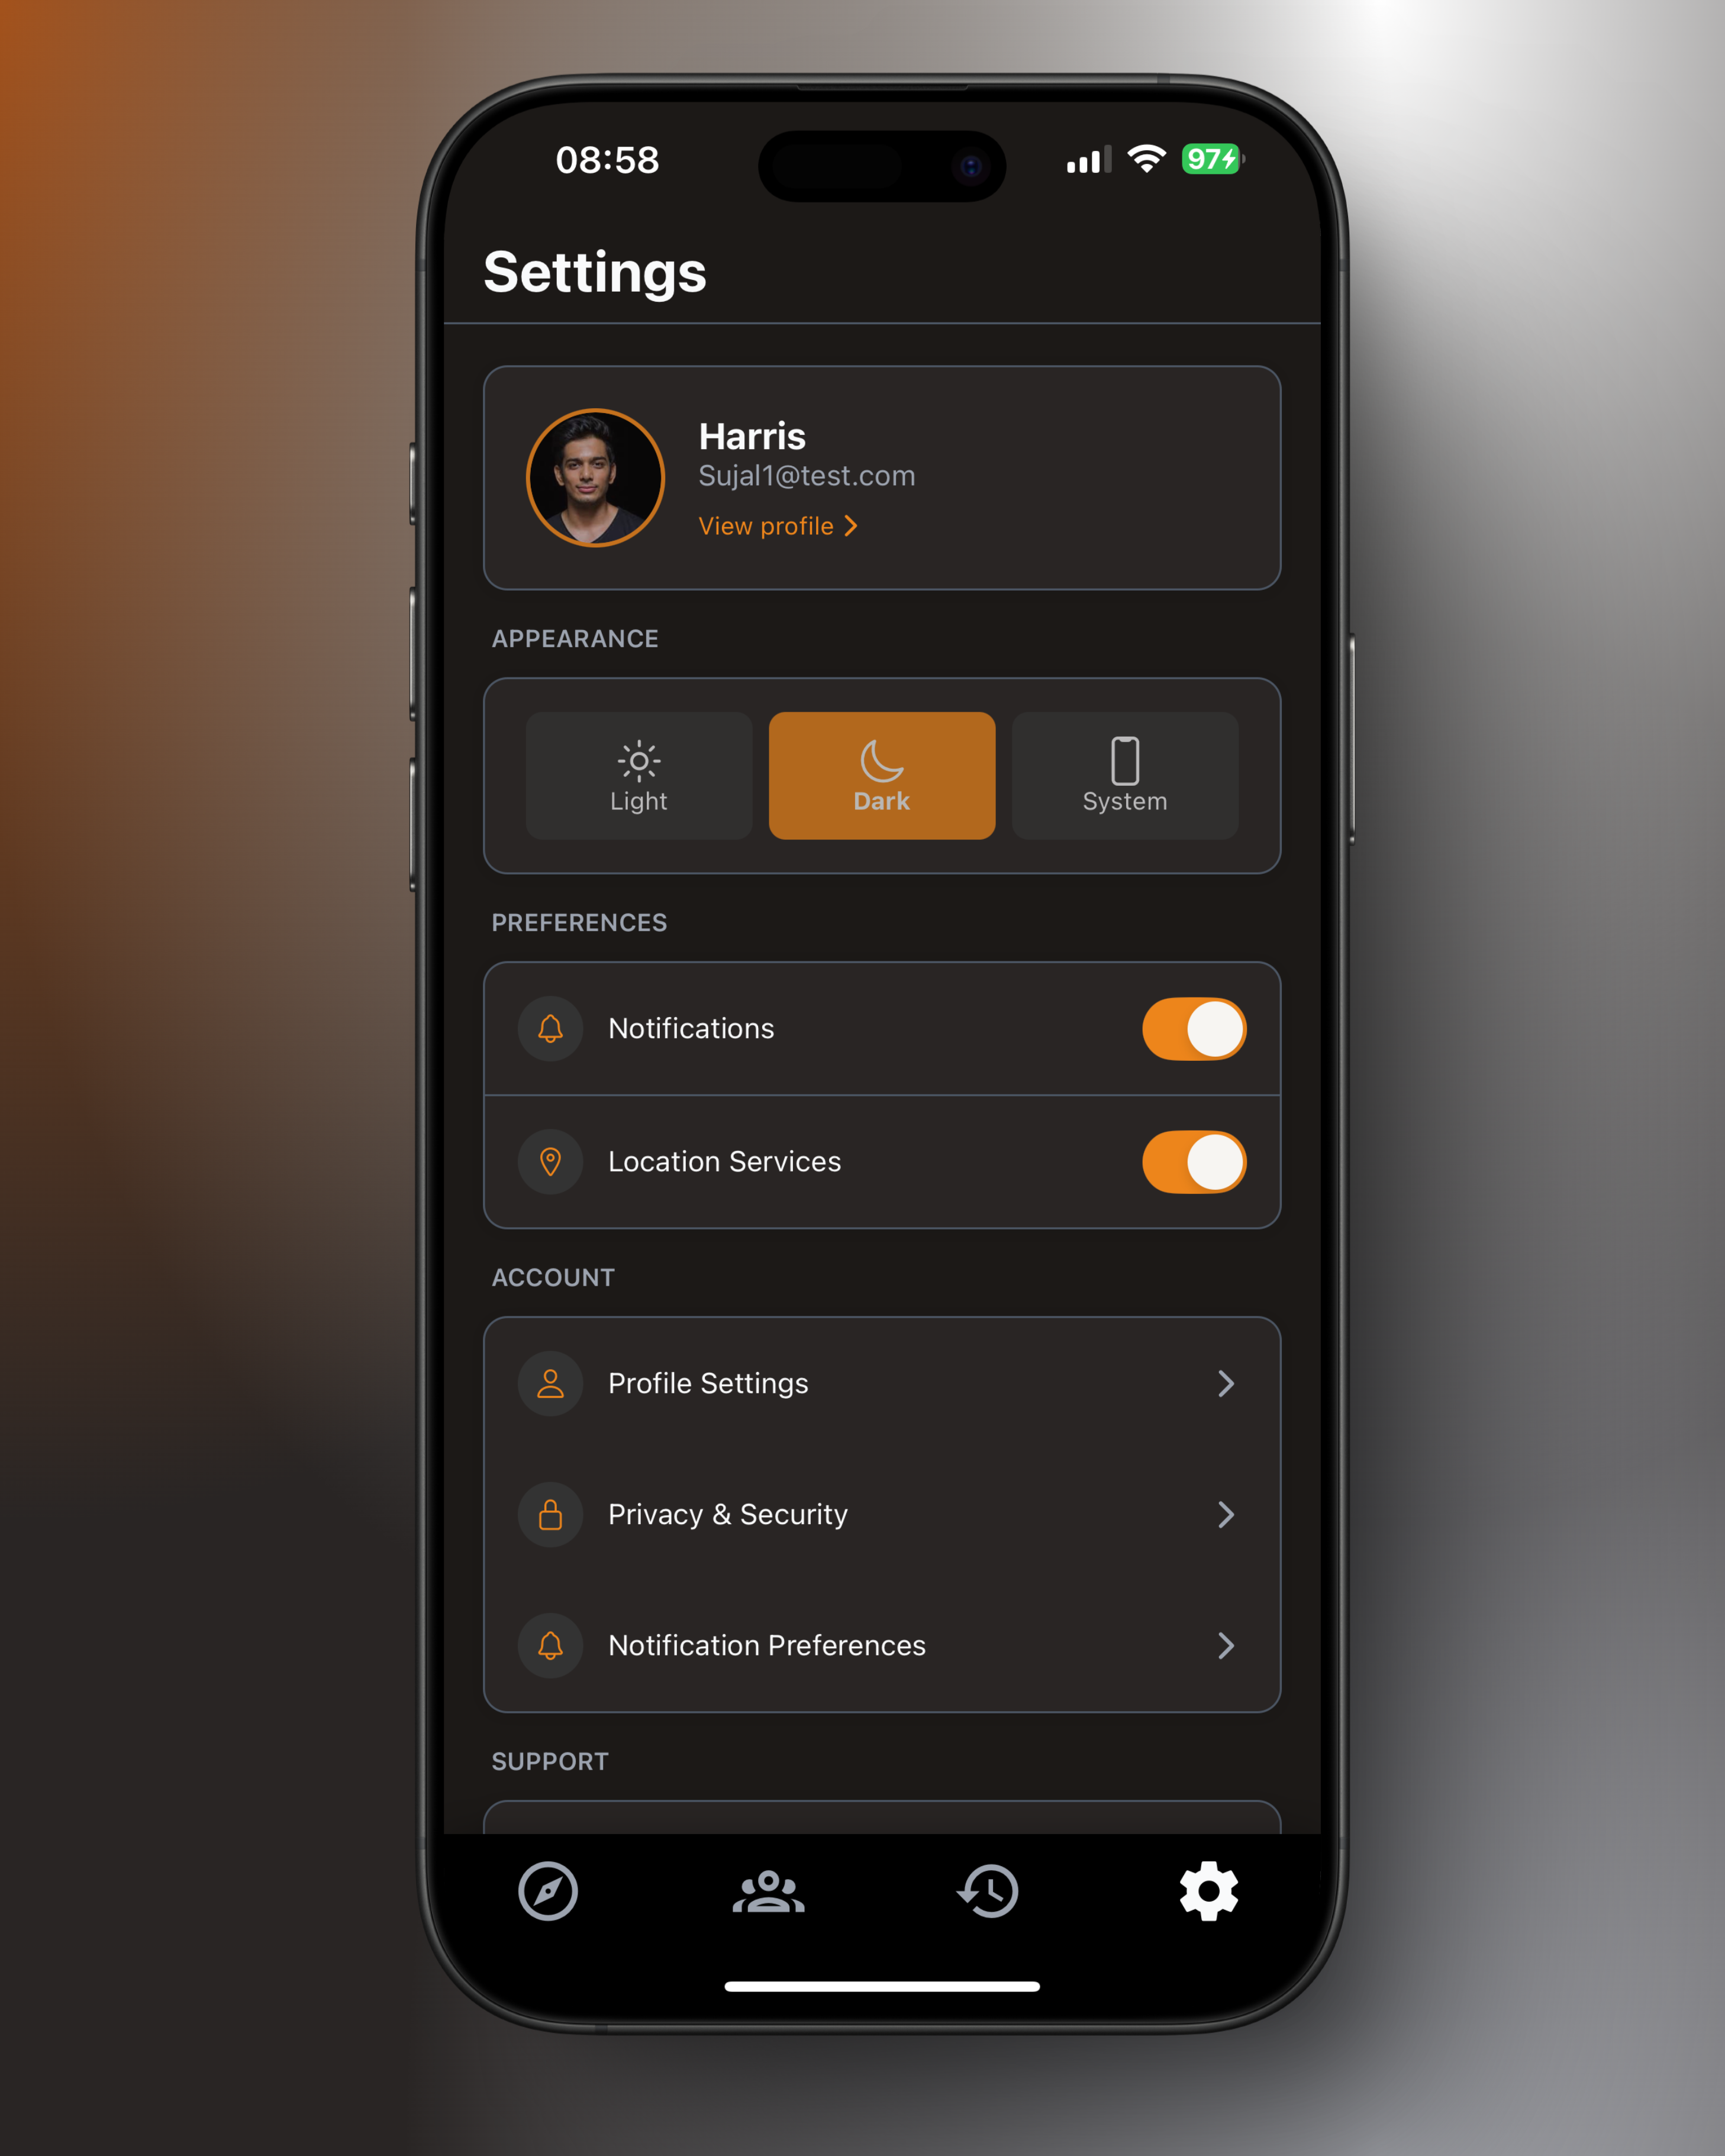 08:58
97
Settings
Harris
Sujal1@test.com
View profile
APPEARANCE
Light
Dark
System
PREFERENCES
Notifications
Location Services
ACCOUNT
Profile Settings
Privacy & Security
Notification Preferences
SUPPORT